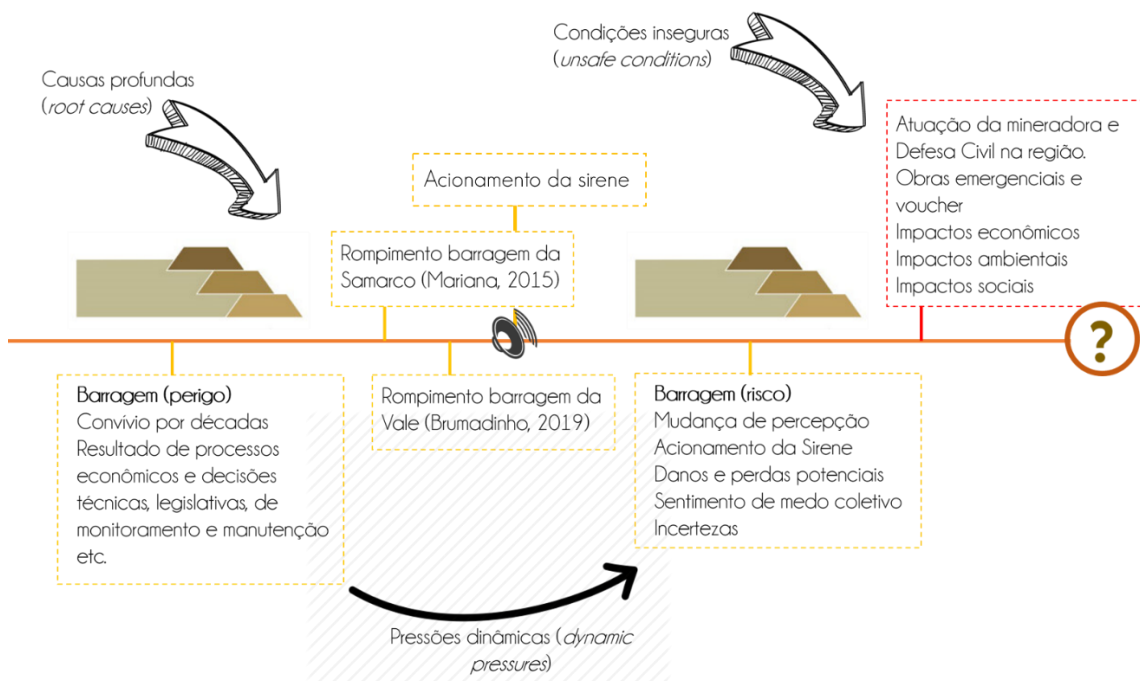 Causas profundas
(root causes)
Condições inseguras
(unsafe conditions)
Acionamento da sirene
Rompimento barragem da
Samarco (Mariana, 2015)
Atuação da mineradora e
Defesa Civil na região.
Obras emergenciais e
voucher
Impactos econômicos
Impactos ambientais
Impactos sociais
?
Barragem (perigo)
Convívio por décadas
Resultado de processos
econômicos e decisões
técnicas, legislativas, de
monitoramento e manutenção
etc.
Rompimento barragem da
Vale (Brumadinho, 2019)
Barragem (risco)
Mudança de percepção
Acionamento da Sirene
Danos e perdas potenciais
Sentimento de medo coletivo
Incertezas
Pressões dinâmicas (dynamic
pressures)